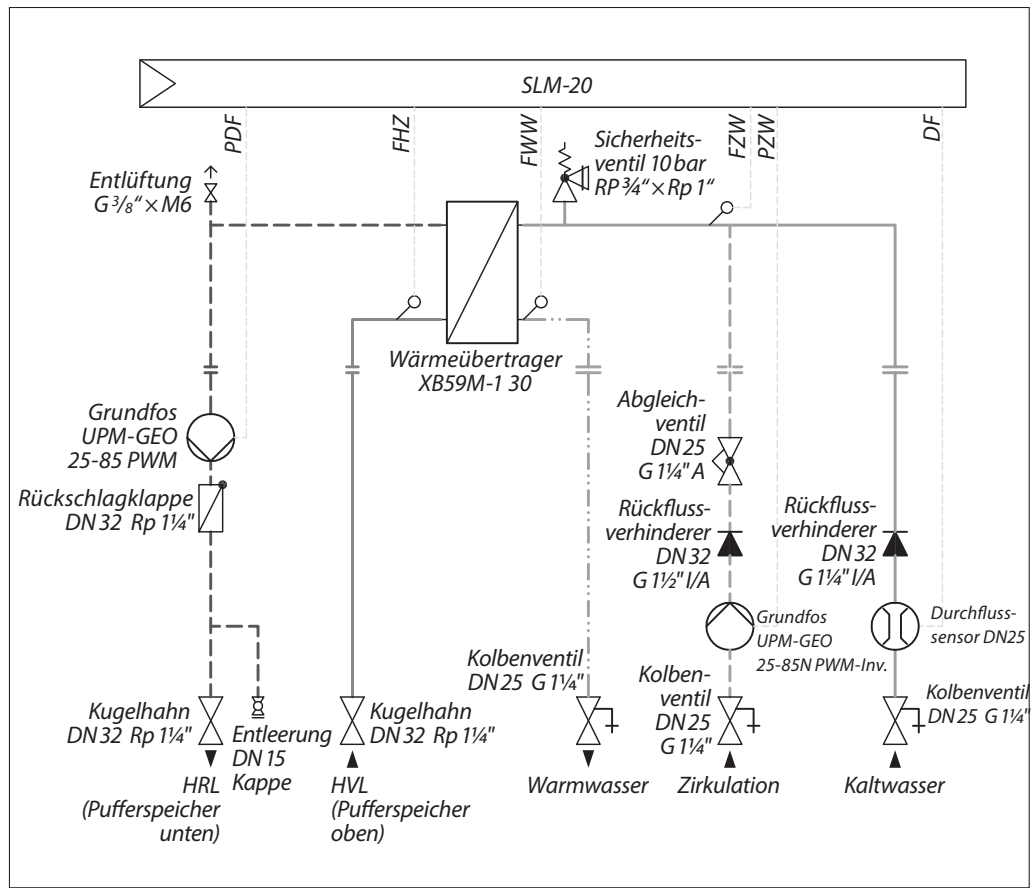 SLM-20
PDF
FHZ
FWW
FZW
PZW
DF
Entlüftung
G ³/₈“ × M6
Sicherheits-
ventil 10 bar
RP ¾“ × Rp 1“
Wärmeübertrager
XB59M-1 30
Grundfos
UPM-GEO
25-85 PWM
Rückschlagklappe
DN 32 Rp 1¼"
Abgleich-
ventil
DN 25
G 1¼" A
Rückfluss-
verhinderer
DN 32
G 1½" I/A
Rückfluss-
verhinderer
DN 32
G 1¼" I/A
Grundfos
UPM-GEO
25-85N PWM-Inv.
Durchfluss-
sensor DN25
Kugelhahn
DN 32 Rp 1¼"
Entleerung
DN 15
Kappe
Kugelhahn
DN 32 Rp 1¼"
Kolbenventil
DN 25 G 1¼"
Kolben-
ventil
DN 25
G 1¼"
Kolbenventil
DN 25 G 1¼"
HRL
(Pufferspeicher
unten)
HVL
(Pufferspeicher
oben)
Warmwasser
Zirkulation
Kaltwasser